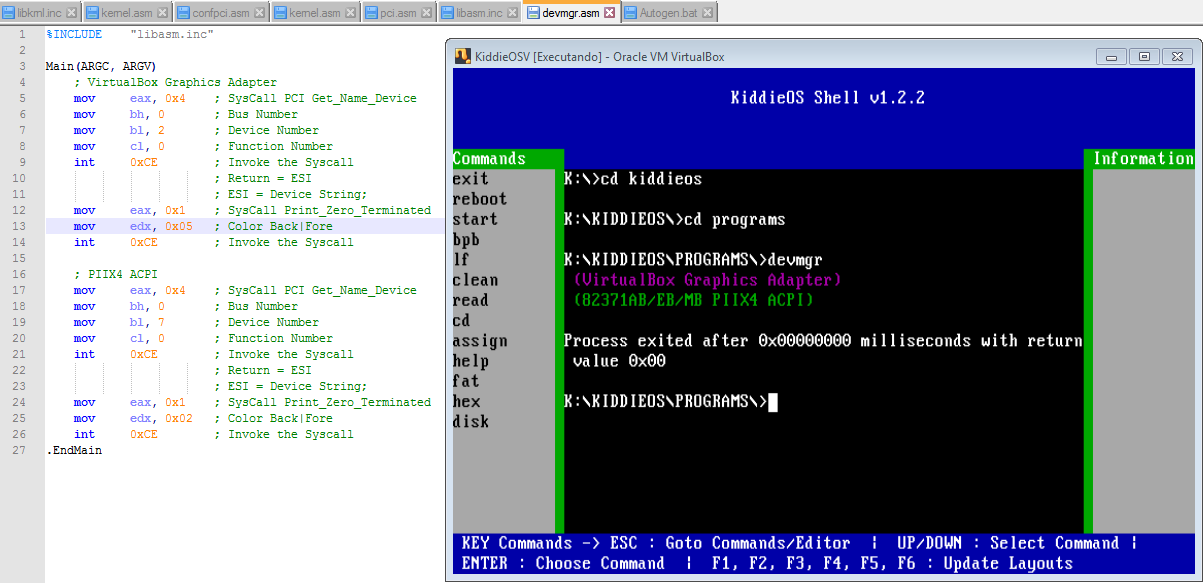 libkml.inc kernel.asm confpci.asm kernel.asm pci.asm libasm.inc devmgr.asm Autogen.bat
1 %INCLUDE "libasm.inc"
2
3 Main(ARGC, ARGV)
4 ; VirtualBox Graphics Adapter
5 mov eax, 0x4 ; SysCall PCI Get_Name_Device
6 mov bh, 0 ; Bus Number
7 mov bl, 2 ; Device Number
8 mov cl, 0 ; Function Number
9 int 0xCE ; Invoke the Syscall
10 ; Return = ESI
11 ; ESI = Device String;
12 mov eax, 0x1 ; SysCall Print_Zero_Terminated
13 mov edx, 0x05 ; Color Back|Fore
14 int 0xCE ; Invoke the Syscall
15
16 ; PIIX4 ACPI
17 mov eax, 0x4 ; SysCall PCI Get_Name_Device
18 mov bh, 0 ; Bus Number
19 mov bl, 7 ; Device Number
20 mov cl, 0 ; Function Number
21 int 0xCE ; Invoke the Syscall
22 ; Return = ESI
23 ; ESI = Device String;
24 mov eax, 0x1 ; SysCall Print_Zero_Terminated
25 mov edx, 0x02 ; Color Back|Fore
26 int 0xCE ; Invoke the Syscall
27 .EndMain
KiddieOSV [Executando] - Oracle VM VirtualBox
KiddieOS Shell v1.2.2
Commands
exit
reboot
start
bpb
lf
clean
read
cd
assign
help
fat
hex
disk
K:\>cd kiddieos
K:\KIDDIEOS\>cd programs
K:\KIDDIEOS\PROGRAMS\>devmgr
(VirtualBox Graphics Adapter)
(82371AB/EB/MB PIIX4 ACPI)
Process exited after 0x00000000 milliseconds with return
value 0x00
K:\KIDDIEOS\PROGRAMS\>
Information
KEY Commands -> ESC : Goto Commands/Editor ¦ UP/DOWN : Select Command ¦
ENTER : Choose Command ¦ F1, F2, F3, F4, F5, F6 : Update Layouts